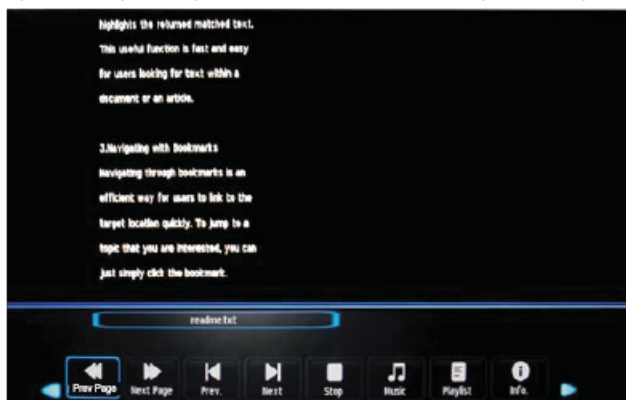 highlights the returned matched text.
This useful function is fast and easy
for users looking for text within a
document or an article.
3.Navigating with Bookmarks
Navigating through bookmarks is an
efficient way for users to link to the
target location quickly. To jump to a
topic that you are interested, you can
just simply click the bookmark.
readme.txt
Prev Page Next Page Prev. Next Stop Music Playlist Info.